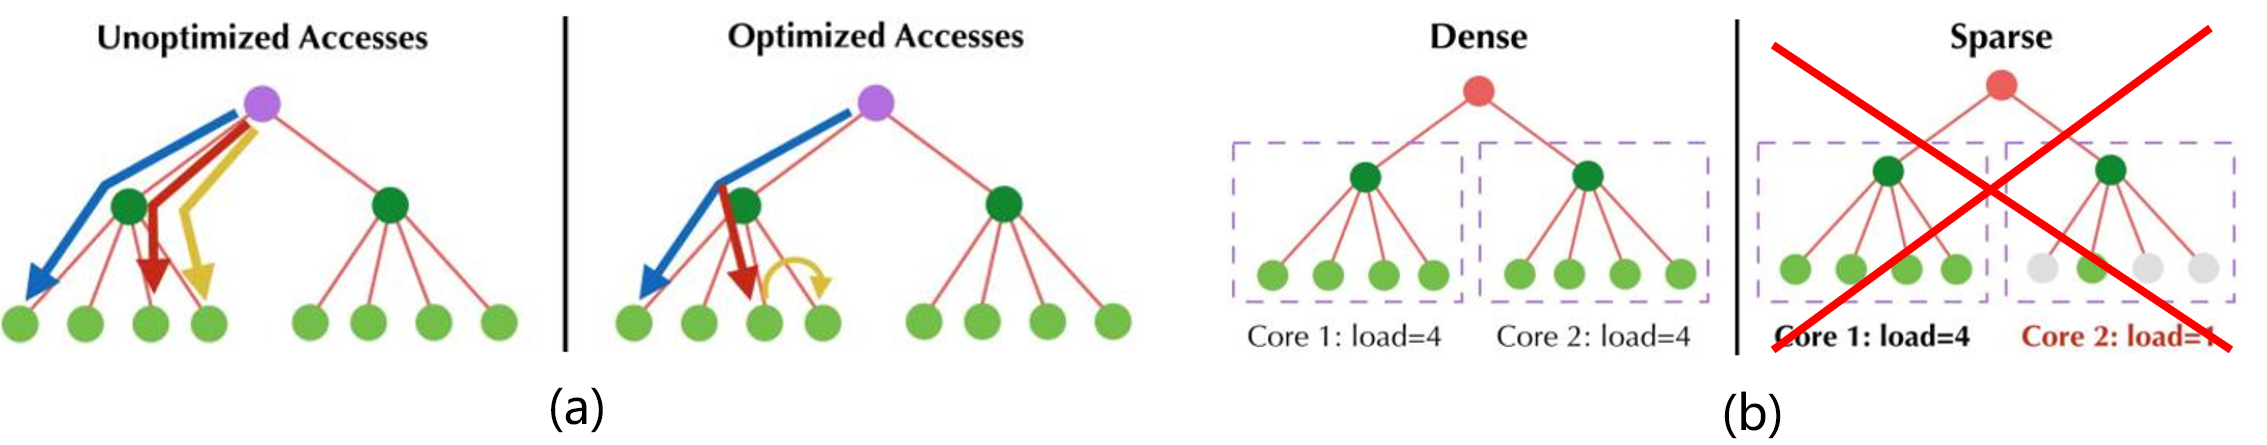 Unoptimized Accesses
Optimized Accesses
Dense
Sparse
Core 1: load=4
Core 2: load=4
Core 1: load=4
Core 2: load=1
(a)
(b)